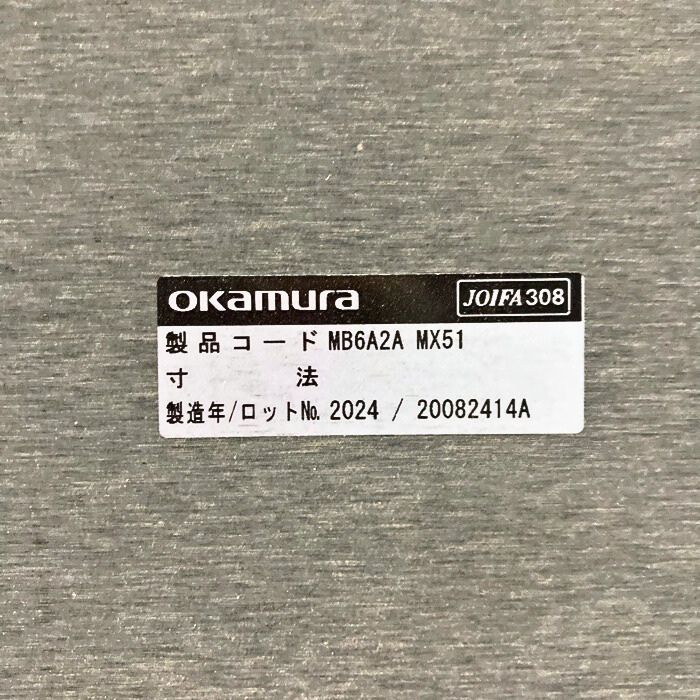 okamura JOIFA308
製品コード MB6A2A MX51
寸法
製造年/ロット№ 2024 / 20082414A